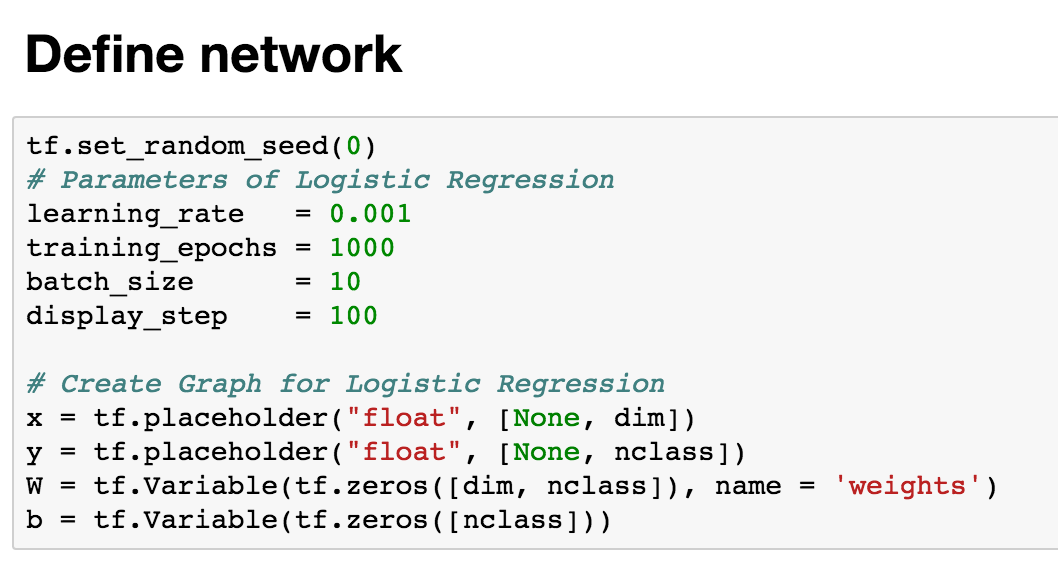 Define network
tf.set_random_seed(0)
# Parameters of Logistic Regression
learning_rate   = 0.001
training_epochs = 1000
batch_size      = 10
display_step    = 100
# Create Graph for Logistic Regression
x = tf.placeholder("float", [None, dim])
y = tf.placeholder("float", [None, nclass])
W = tf.Variable(tf.zeros([dim, nclass]), name = 'weights')
b = tf.Variable(tf.zeros([nclass]))